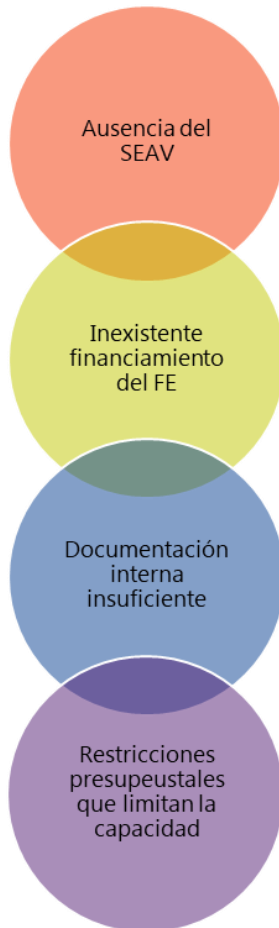 Ausencia del
SEAV
Inexistente
financiamiento
del FE
Documentación
interna
insuficiente
Restricciones
presupeustales
que limitan la
capacidad